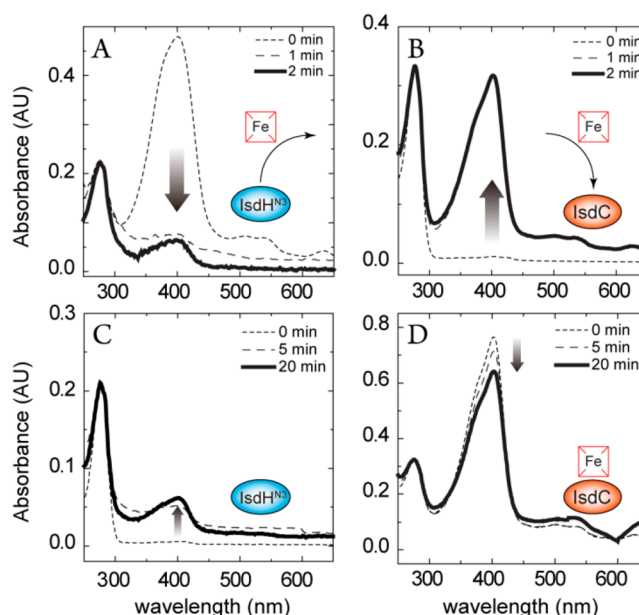 A
0 min
1 min
2 min
Fe
IsdHN3
Absorbance (AU)
0.4
0.2
0.0
300 400 500 600
B
0 min
1 min
2 min
Fe
IsdC
0.4
0.2
0.0
300 400 500 600
C
0 min
5 min
20 min
IsdHN3
Absorbance (AU)
0.3
0.2
0.1
0.0
300 400 500 600
wavelength (nm)
D
0 min
5 min
20 min
Fe
IsdC
0.8
0.6
0.4
0.2
0.0
300 400 500 600
wavelength (nm)